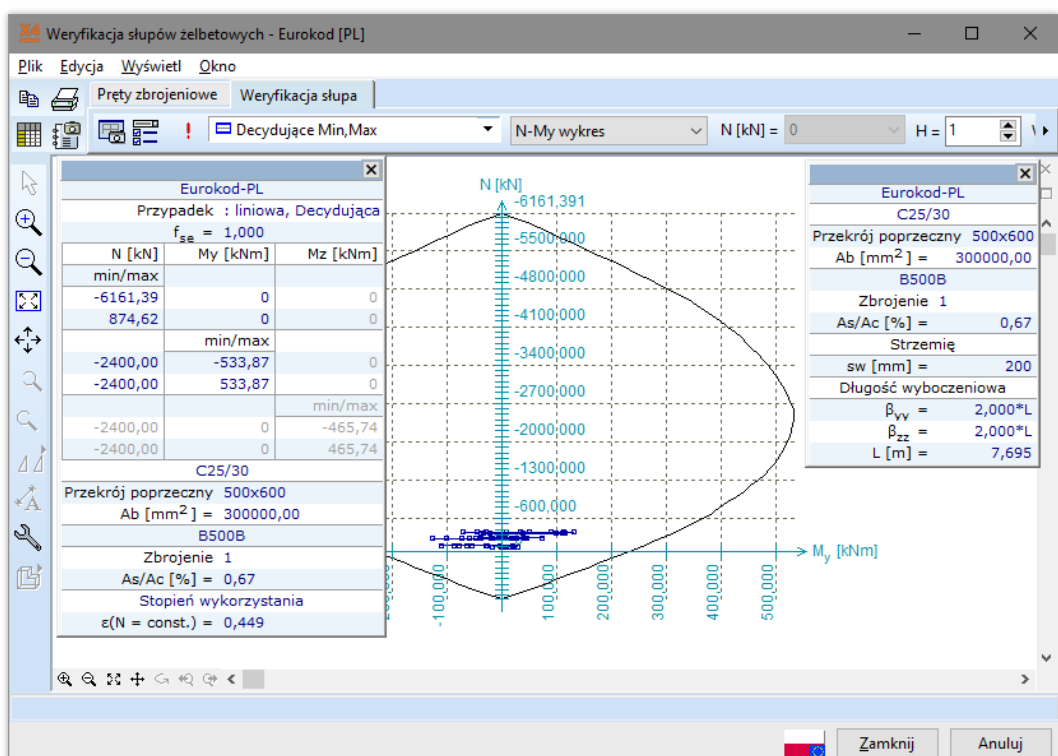 Weryfikacja słupów żelbetowych - Eurokod [PL]
Plik Edycja Wyświetl Okno
Pręty zbrojeniowe Weryfikacja słupa
Decydujące Min,Max N-My wykres N [kN] = 0 H = 1
Eurokod-PL
Przypadek : liniowa, Decydująca
fse = 1,000
N [kN] My [kNm] Mz [kNm]
min/max
-6161,39 0 0
874,62 0 0
min/max
-2400,00 -533,87 0
-2400,00 533,87 0
min/max
-2400,00 0 -465,74
-2400,00 0 465,74
C25/30
Przekrój poprzeczny 500x600
Ab [mm²] = 300000,00
B500B
Zbrojenie 1
As/Ac [%] = 0,67
Stopień wykorzystania
ε(N = const.) = 0,449
N [kN]
-6161,391
-5500,000
-4800,000
-4100,000
-3400,000
-2700,000
-2000,000
-1300,000
-600,000
My [kNm]
-100,000
100,000
200,000
300,000
400,000
500,000
Eurokod-PL
C25/30
Przekrój poprzeczny 500x600
Ab [mm²] = 300000,00
B500B
Zbrojenie 1
As/Ac [%] = 0,67
Strzemię
sw [mm] = 200
Długość wyboczeniowa
βyy = 2,000*L
βzz = 2,000*L
L [m] = 7,695
Zamknij Anuluj